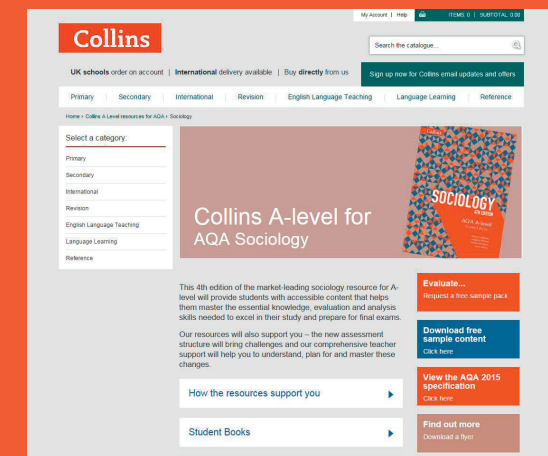 My Account | Help ITEMS: 0 | SUBTOTAL: 0.00
Collins
Search the catalogue...
UK schools order on account | International delivery available | Buy directly from us
Sign up now for Collins email updates and offers
Primary Secondary International Revision English Language Teaching Language Learning Reference
Home › Collins A Level resources for AQA › Sociology
Select a category:
Primary
Secondary
International
Revision
English Language Teaching
Language Learning
Reference
Collins A-level for
AQA Sociology
Collins
SOCIOLOGY
4TH EDITION
AQA A-level
This 4th edition of the market-leading sociology resource for A-
level will provide students with accessible content that helps
them master the essential knowledge, evaluation and analysis
skills needed to excel in their study and prepare for final exams.
Our resources will also support you – the new assessment
structure will bring challenges and our comprehensive teacher
support will help you to understand, plan for and master these
changes.
How the resources support you
Student Books
Evaluate...
Request a free sample pack
Download free
sample content
Click here
View the AQA 2015
specification
Click here
Find out more
Download a flyer